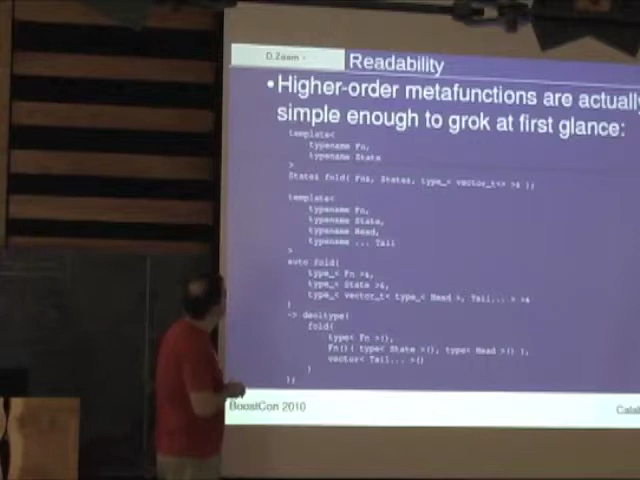 Readability
• Higher-order metafunctions are actually
simple enough to grok at first glance:
template<
typename Fn,
typename State
>
State& fold( Fn&, State&, type_< vector_t<> >& );
template<
typename Fn,
typename State,
typename Head,
typename ... Tail
>
auto fold(
type_< Fn >&,
type_< State >&,
type_< vector_t< type_< Head >, Tail... > >&
)
-> decltype(
fold(
type< Fn >(),
Fn()( type< State >(), type< Head >() ),
vector< Tail... >()
)
);
BoostCon 2010